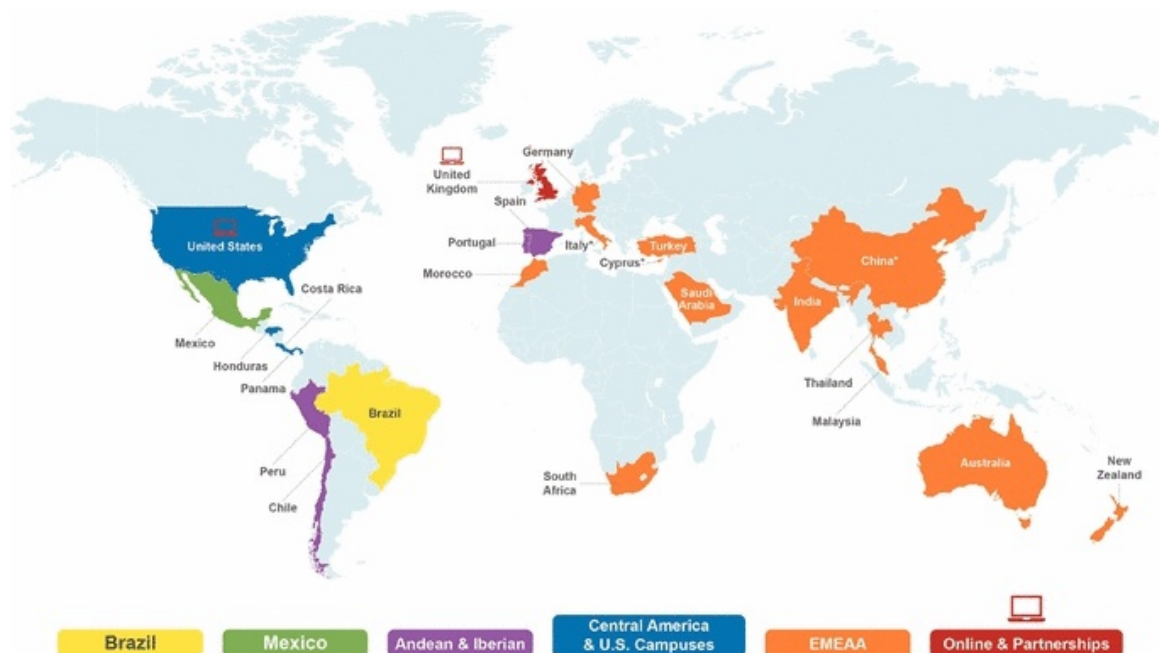 Germany
United
Kingdom
Spain
United States
Portugal
Italy*
Turkey
Cyprus*
China*
Morocco
Costa Rica
Saudi
Arabia
India
Mexico
Honduras
Panama
Thailand
Brazil
Malaysia
Peru
South
Africa
Australia
New
Zealand
Chile
Brazil
Mexico
Andean & Iberian
Central America
& U.S. Campuses
EMEAA
Online & Partnerships